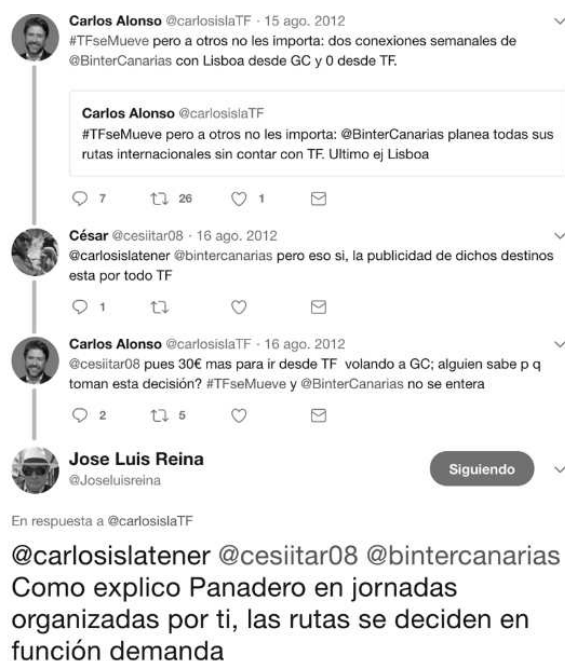 Carlos Alonso @carlosislaTF · 15 ago. 2012
#TFseMueve pero a otros no les importa: dos conexiones semanales de
@BinterCanarias con Lisboa desde GC y 0 desde TF.
Carlos Alonso @carlosislaTF
#TFseMueve pero a otros no les importa: @BinterCanarias planea todas sus
rutas internacionales sin contar con TF. Ultimo ej Lisboa
7 26 1
César @cesiitar08 · 16 ago. 2012
@carlosislatener @bintercanarias pero eso si, la publicidad de dichos destinos
esta por todo TF
1
Carlos Alonso @carlosislaTF · 16 ago. 2012
@cesiitar08 pues 30€ mas para ir desde TF volando a GC; alguien sabe p q
toman esta decisión? #TFseMueve y @BinterCanarias no se entera
2 5
Jose Luis Reina
@Joseluisreina
Siguiendo
En respuesta a @carlosislaTF
@carlosislatener @cesiitar08 @bintercanarias
Como explico Panadero en jornadas
organizadas por ti, las rutas se deciden en
función demanda